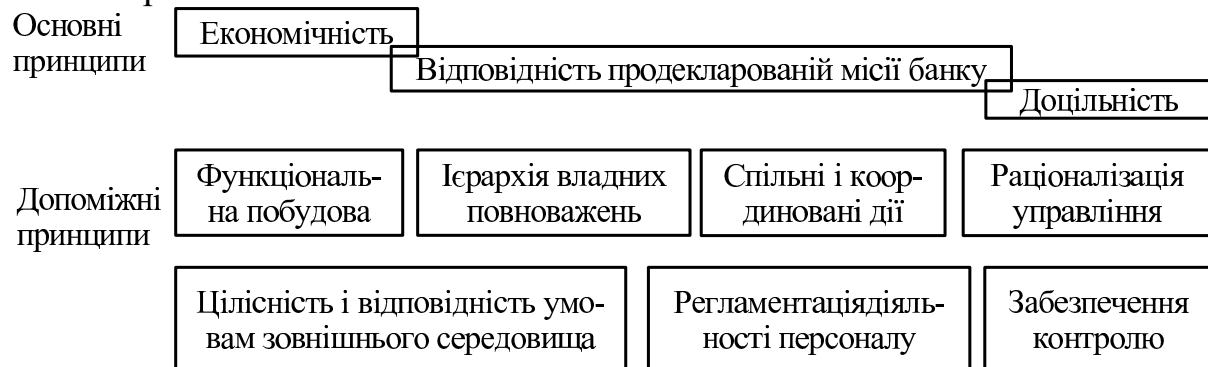 Основні
принципи
Економічність
Відповідність продекларованій місії банку
Доцільність
Допоміжні
принципи
Функціональ-
на побудова
Ієрархія владних
повноважень
Спільні і коор-
диновані дії
Раціоналізація
управління
Цілісність і відповідність умо-
вам зовнішнього середовища
Регламентаціядіяль-
ності персоналу
Забезпечення
контролю